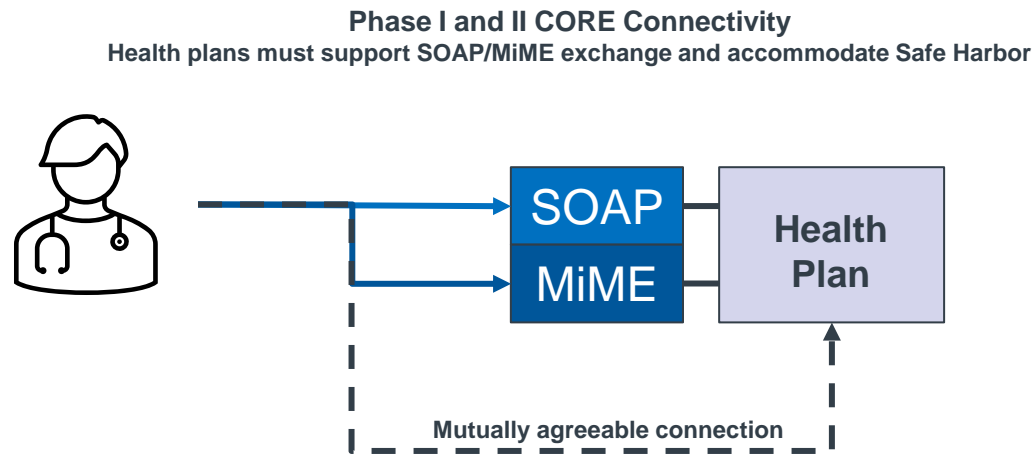 Phase I and II CORE Connectivity
Health plans must support SOAP/MiME exchange and accommodate Safe Harbor
SOAP
MiME
Health
Plan
Mutually agreeable connection